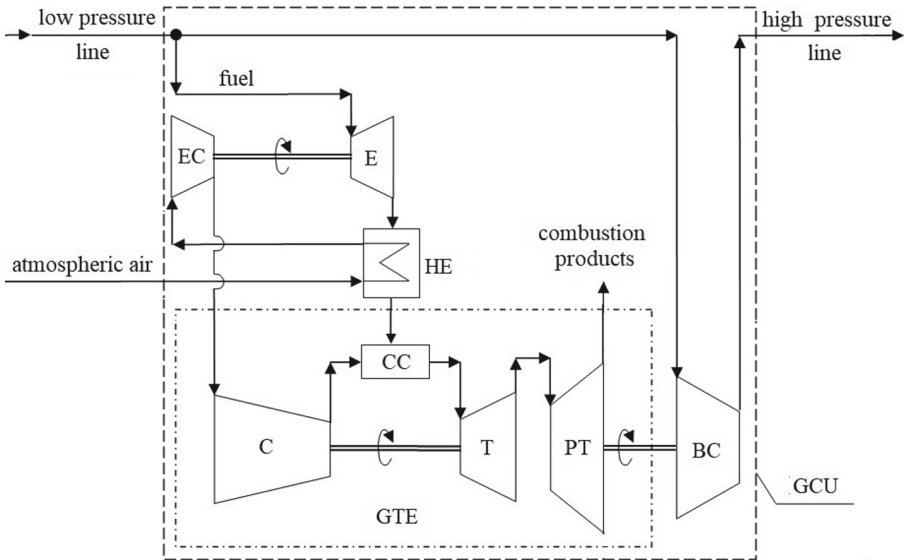 low pressure
line
high pressure
line
fuel
EC
E
combustion
products
atmospheric air
HE
CC
C
T
PT
BC
GTE
GCU